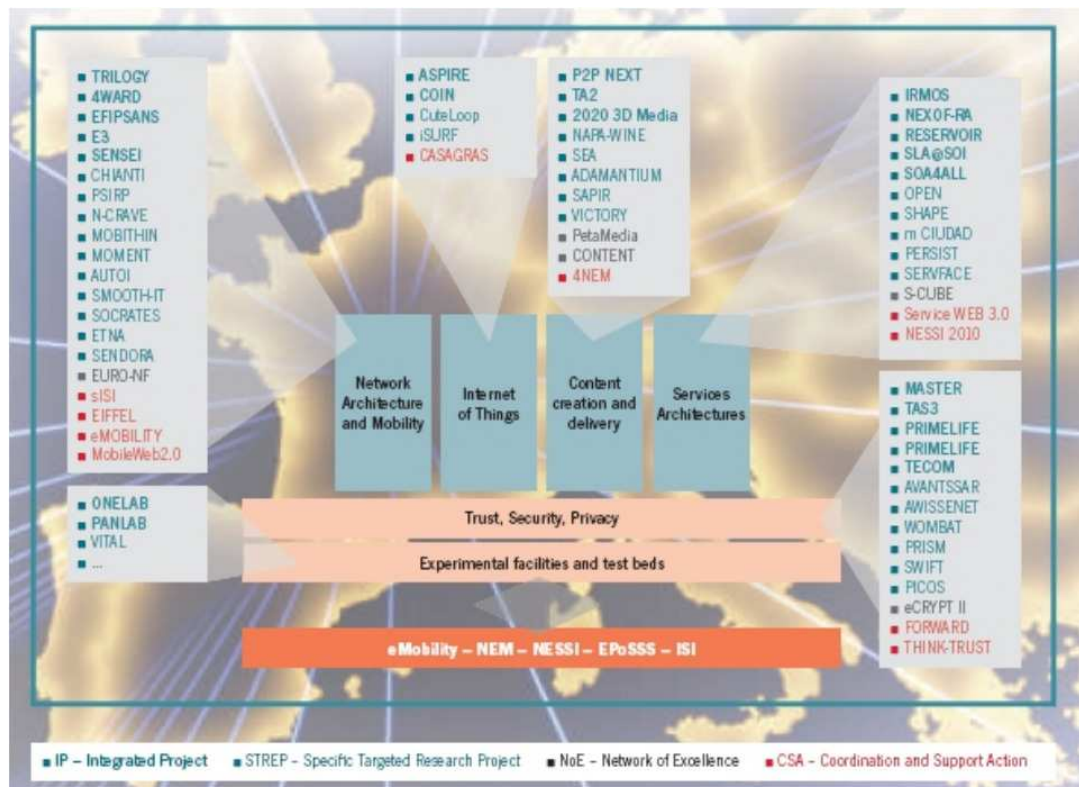 TRILOGY
4WARD
EFIPSANS
E3
SENSEI
CHIANTI
PSIRP
N-CRAVE
MOBITHIN
MOMENT
AUTOI
SMOOTH-IT
SOCRATES
ETNA
SENDORA
EURO-NF
sISI
EIFFEL
eMOBILITY
MobileWeb2.0
ONELAB
PANLAB
VITAL
...
ASPIRE
COIN
CuteLoop
iSURF
CASAGRAS
P2P NEXT
TA2
2020 3D Media
NAPA-WINE
SEA
ADAMANTIUM
SAPIR
VICTORY
PetaMedia
CONTENT
4NEM
IRMOS
NEXOF-RA
RESERVOIR
SLA@SOI
SOA4ALL
OPEN
SHAPE
m CIUDAD
PERSIST
SERVFACE
S-CUBE
Service WEB 3.0
NESSI 2010
MASTER
TAS3
PRIMELIFE
PRIMELIFE
TECOM
AVANTSSAR
AWISSENET
WOMBAT
PRISM
SWIFT
PICOS
eCRYPT II
FORWARD
THINK-TRUST
Network
Architecture
and Mobility
Internet
of Things
Content
creation and
delivery
Services
Architectures
Trust, Security, Privacy
Experimental facilities and test beds
eMobility – NEM – NESSI – EPoSSS – ISI
IP – Integrated Project
STREP – Specific Targeted Research Project
NoE – Network of Excellence
CSA – Coordination and Support Action